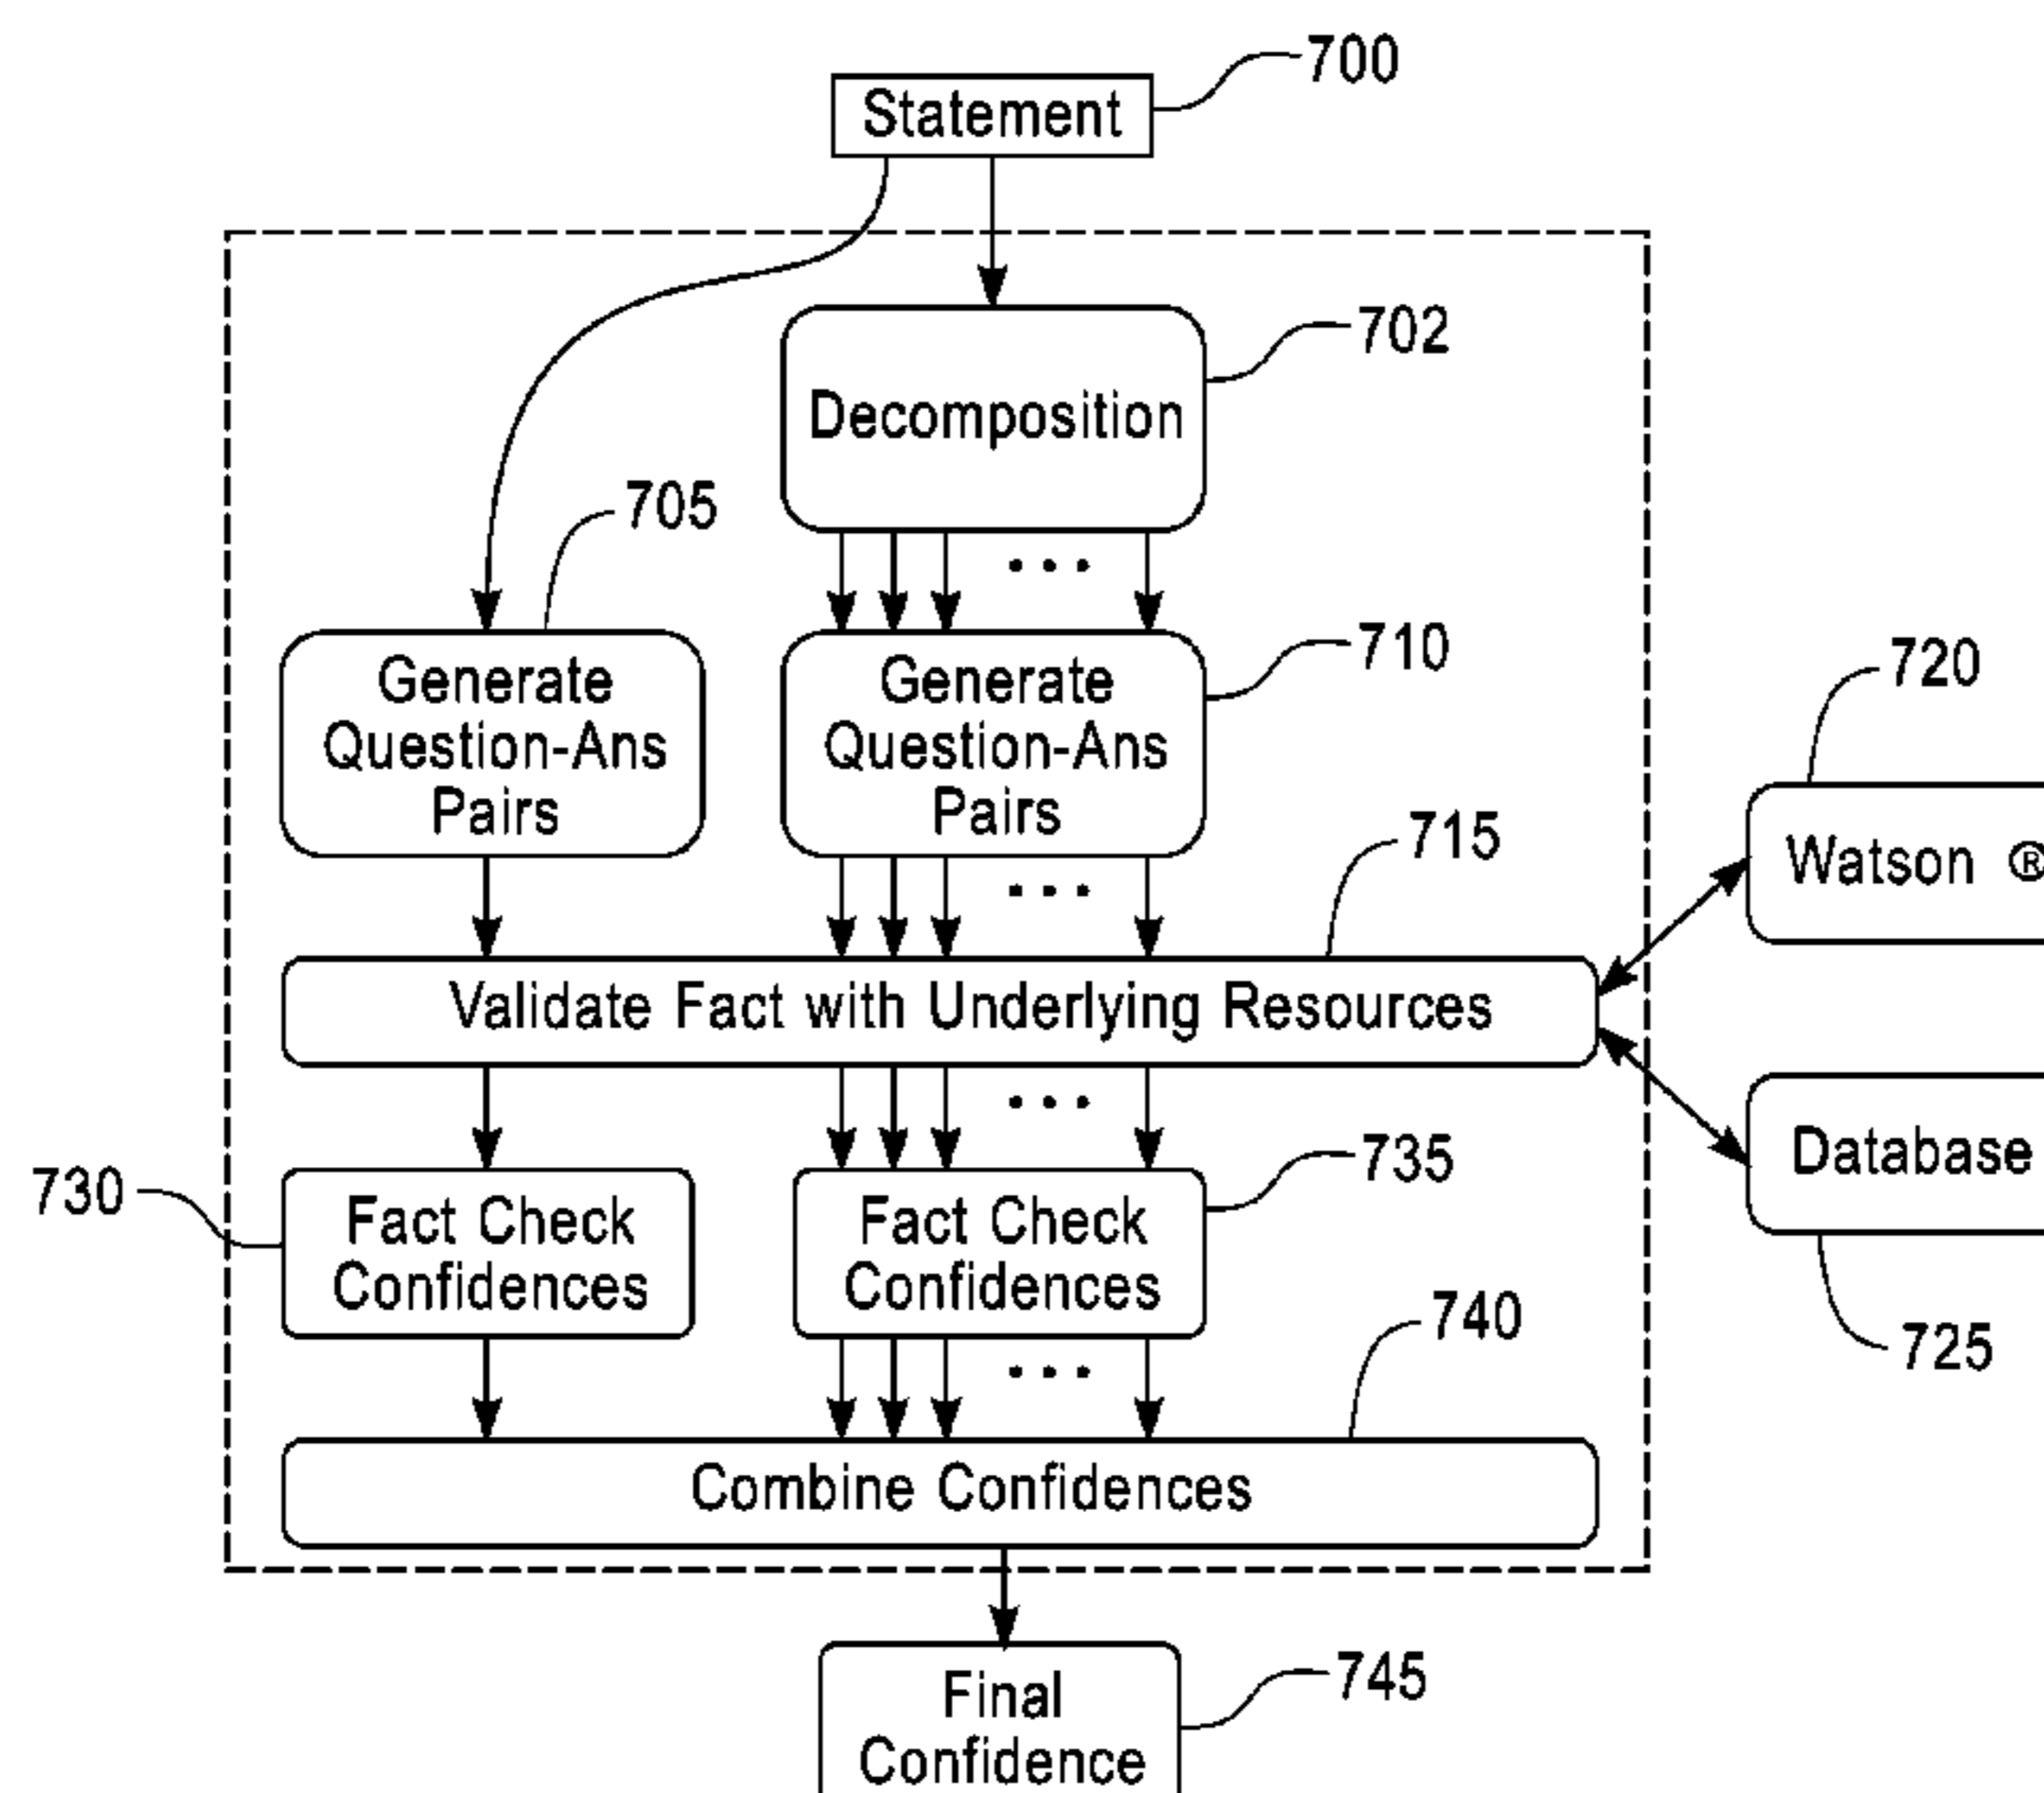 700
Statement
702
Decomposition
705
Generate
Question-Ans
Pairs
710
Generate
Question-Ans
Pairs
715
720
Watson ®
Validate Fact with Underlying Resources
Database
725
730
Fact Check
Confidences
735
Fact Check
Confidences
740
Combine Confidences
745
Final
Confidence